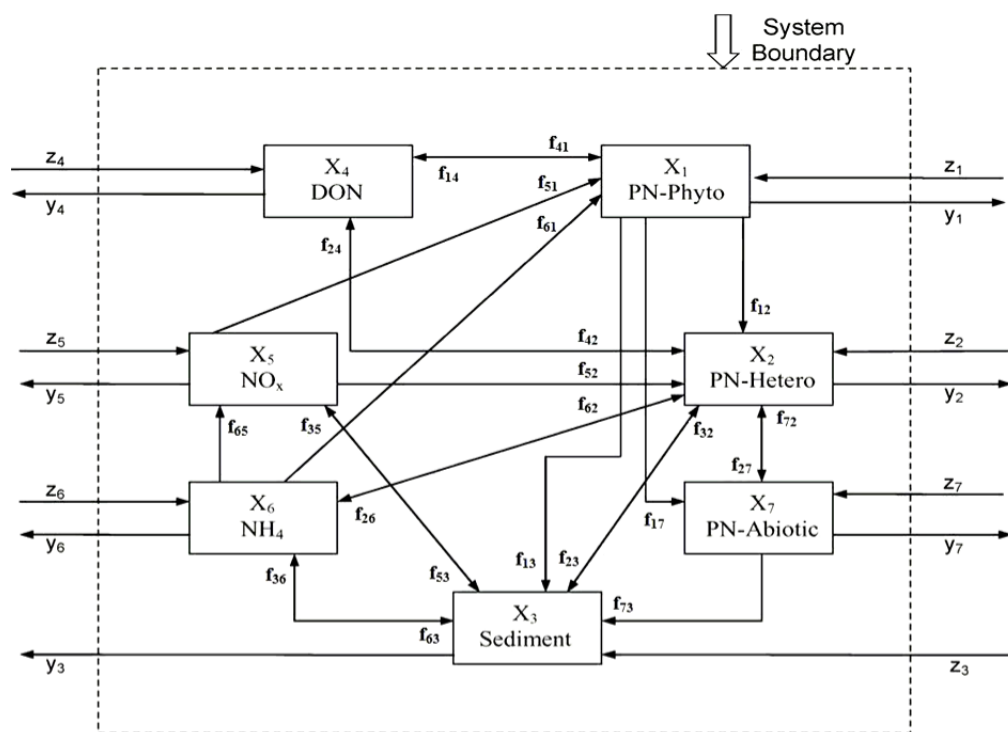 System
Boundary
z₄
X₄
DON
f₄₁
f₁₄
X₁
PN-Phyto
z₁
y₄
y₁
f₅₁
f₆₁
f₂₄
f₁₂
z₅
X₅
NOₓ
f₄₂
X₂
PN-Hetero
z₂
y₅
f₅₂
y₂
f₆₂
f₆₅
f₃₅
f₃₂
f₇₂
f₂₇
z₆
X₆
NH₄
f₂₆
f₁₇
X₇
PN-Abiotic
z₇
y₆
y₇
f₃₆
f₅₃
f₁₃
f₂₃
f₇₃
f₆₃
X₃
Sediment
y₃
z₃